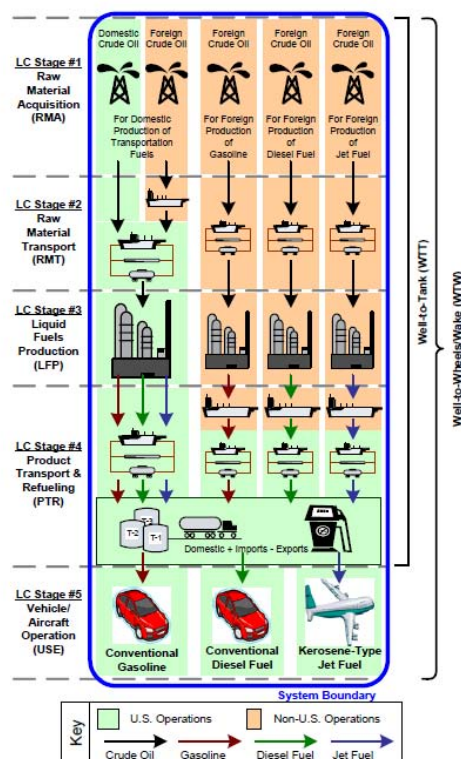 Domestic
Crude Oil
Foreign
Crude Oil
Foreign
Crude Oil
Foreign
Crude Oil
Foreign
Crude Oil
LC Stage #1
Raw
Material
Acquisition
(RMA)
For Domestic
Production of
Transportation
Fuels
For Foreign
Production
of
Gasoline
For Foreign
Production
of
Diesel Fuel
For Foreign
Production
of
Jet Fuel
LC Stage #2
Raw
Material
Transport
(RMT)
LC Stage #3
Liquid
Fuels
Production
(LFP)
LC Stage #4
Product
Transport &
Refueling
(PTR)
T-3
T-2
T-1
Domestic + Imports - Exports
LC Stage #5
Vehicle/
Aircraft
Operation
(USE)
Conventional
Gasoline
Conventional
Diesel Fuel
Kerosene-Type
Jet Fuel
Well-to-Tank (WTT)
Well-to-Wheels/Wake (WTW)
System Boundary
Key
U.S. Operations
Non-U.S. Operations
Crude Oil
Gasoline
Diesel Fuel
Jet Fuel